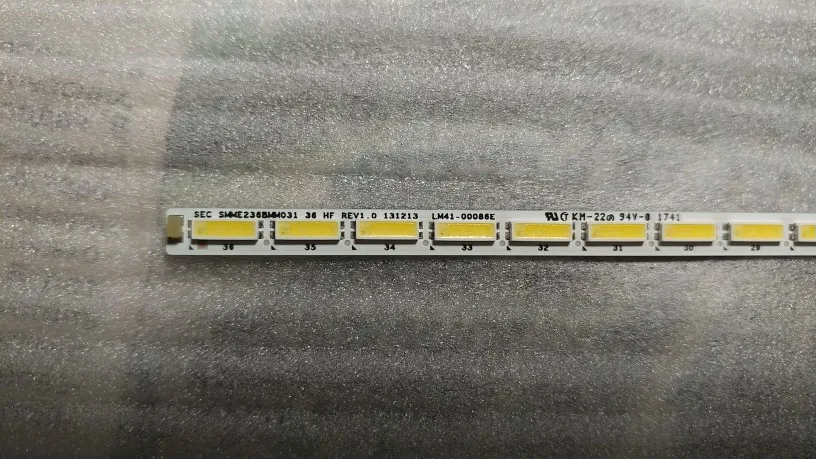 SEC SMME236BMM031 36 HF REV1.0 131213 LM41-00086E KM-22 94V-0 1741
36 35 34 33 32 31 30 29